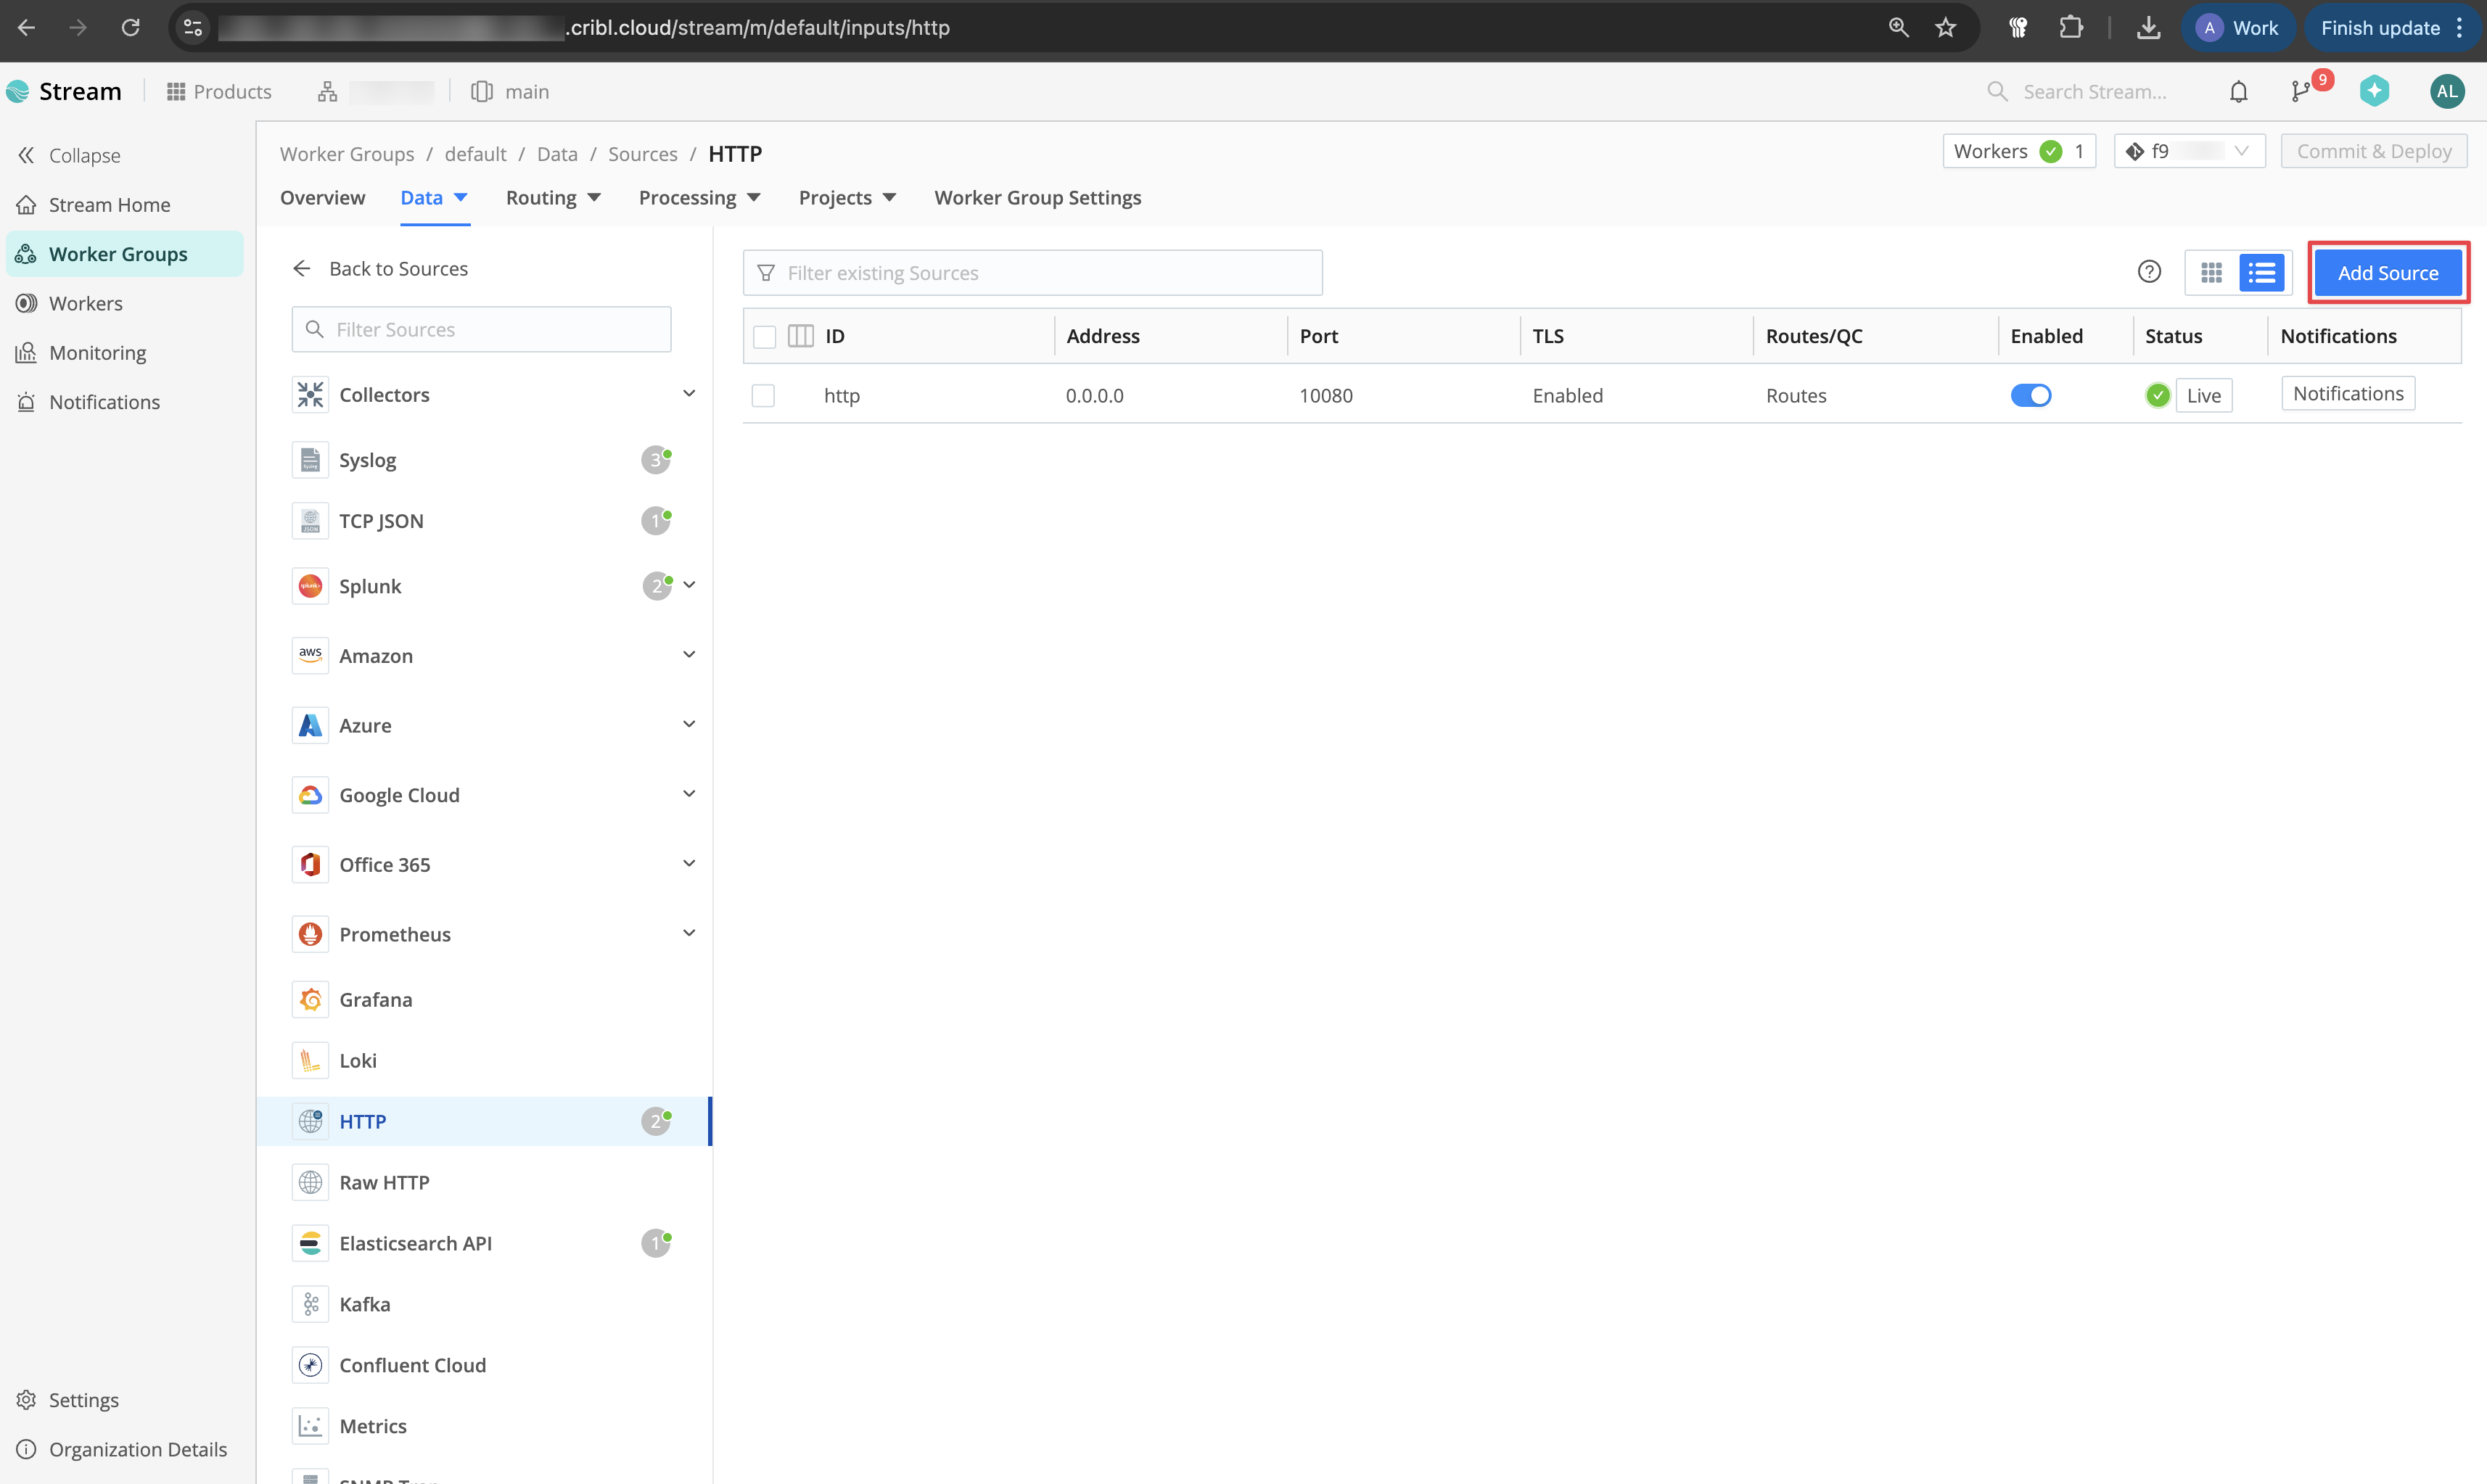 .cribl.cloud/stream/m/default/inputs/http
A Work
Finish update
Stream
Products
main
Search Stream...
9
AL
Collapse
Stream Home
Worker Groups
Workers
Monitoring
Notifications
Settings
Organization Details
Worker Groups / default / Data / Sources / HTTP
Workers 1
f9
Commit & Deploy
Overview
Data
Routing
Processing
Projects
Worker Group Settings
Back to Sources
Filter Sources
Collectors
Syslog 3
TCP JSON 1
splunk>
Splunk 2
aws
Amazon
Azure
Google Cloud
Office 365
Prometheus
Grafana
Loki
HTTP 2
Raw HTTP
Elasticsearch API 1
Kafka
Confluent Cloud
Metrics
Filter existing Sources
Add Source
ID Address Port TLS Routes/QC Enabled Status Notifications
http 0.0.0.0 10080 Enabled Routes Live Notifications